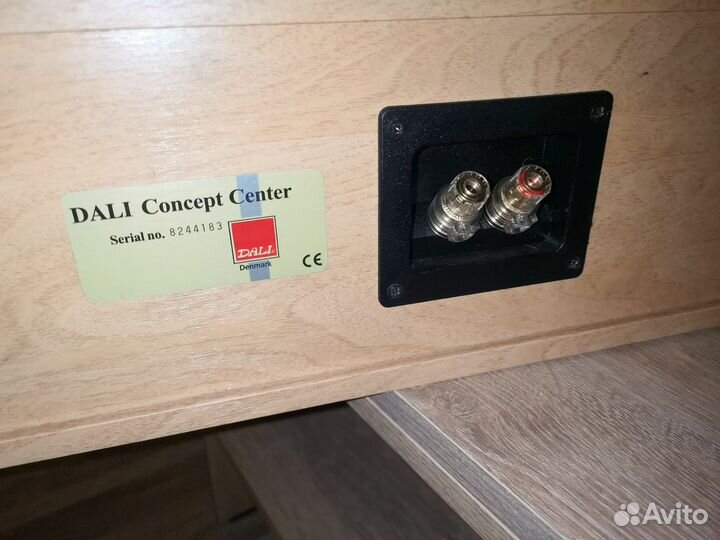 DALI Concept Center
Serial no. 8244183
DALI
Denmark
CE
Avito